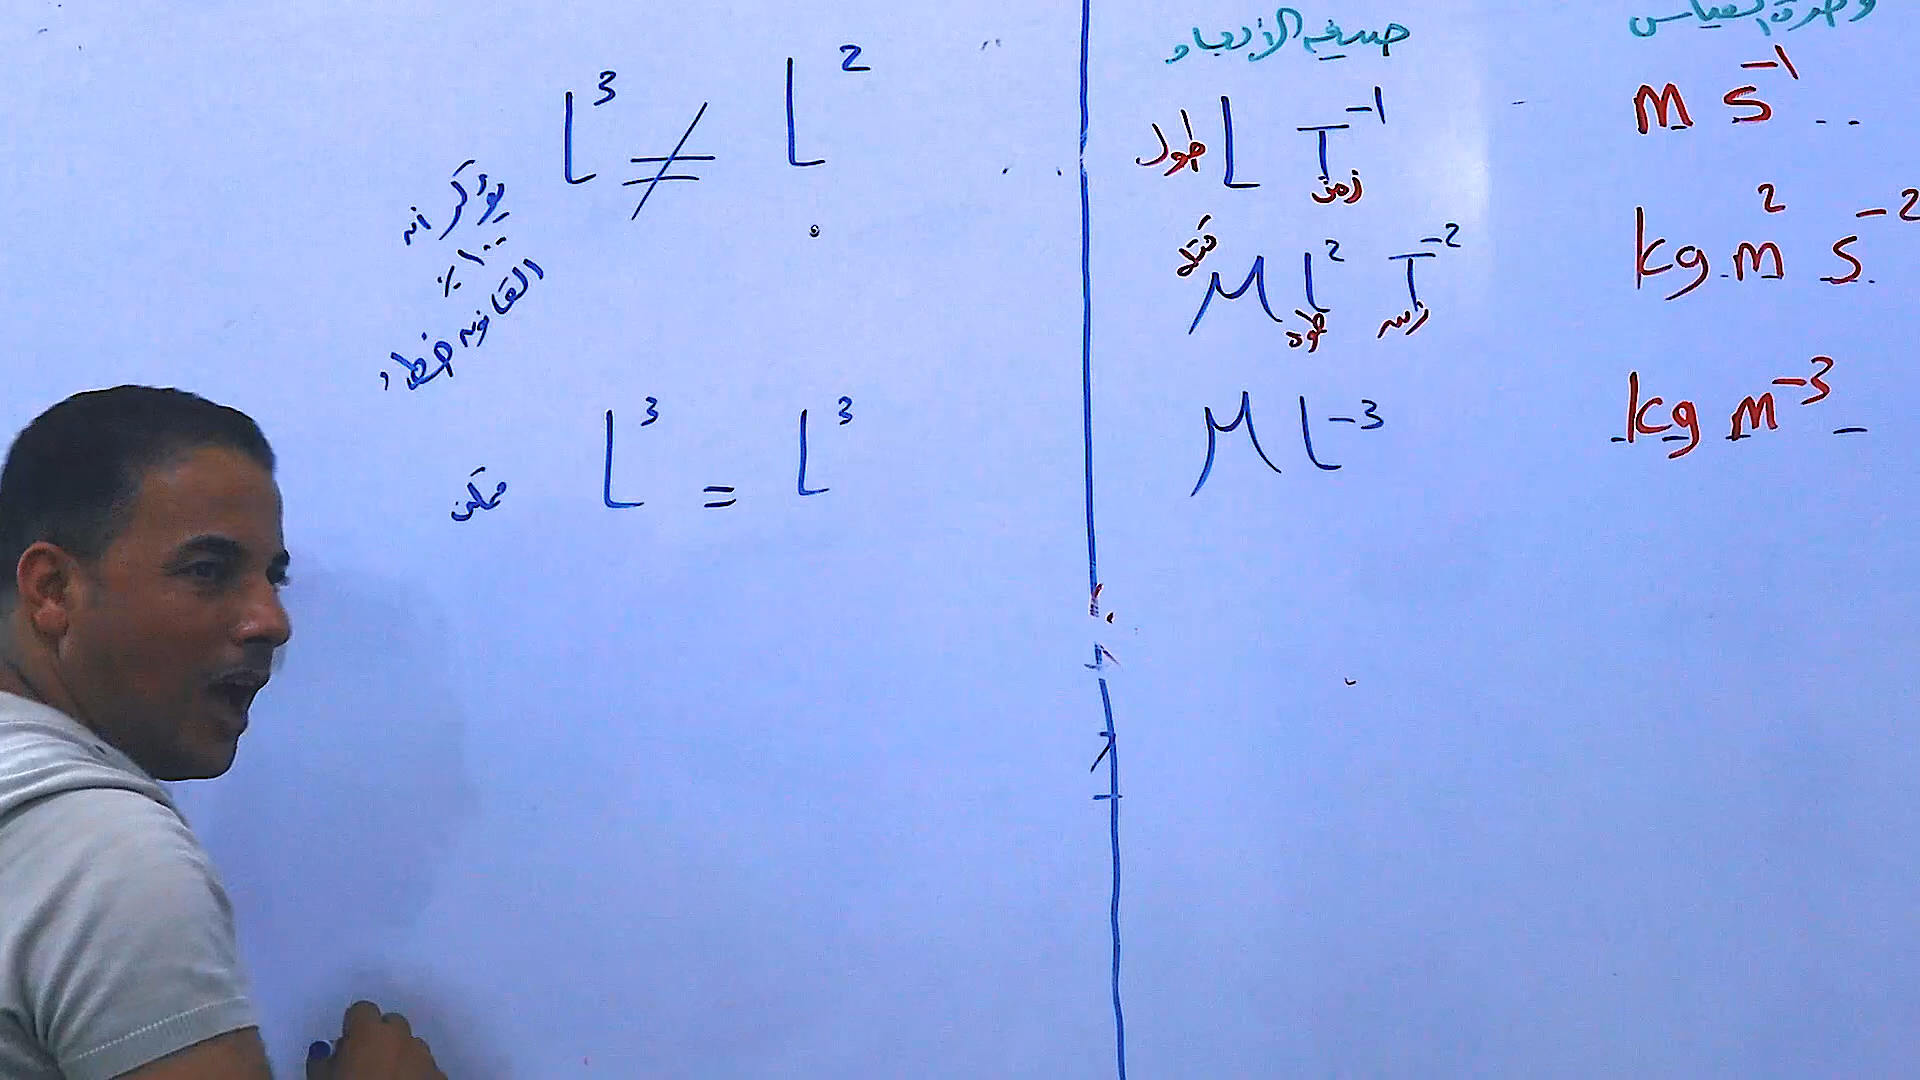 وحدة القياس
صيغة الأبعاد
m s⁻¹
L T⁻¹
طول
زمن
kg m² s⁻²
M L² T⁻²
كتلة
طول
زمن
kg m⁻³
M L⁻³
L³ ≠ L²
يؤكد أن
١٠٠٪
القانون خطأ
L³ = L³
ممكن